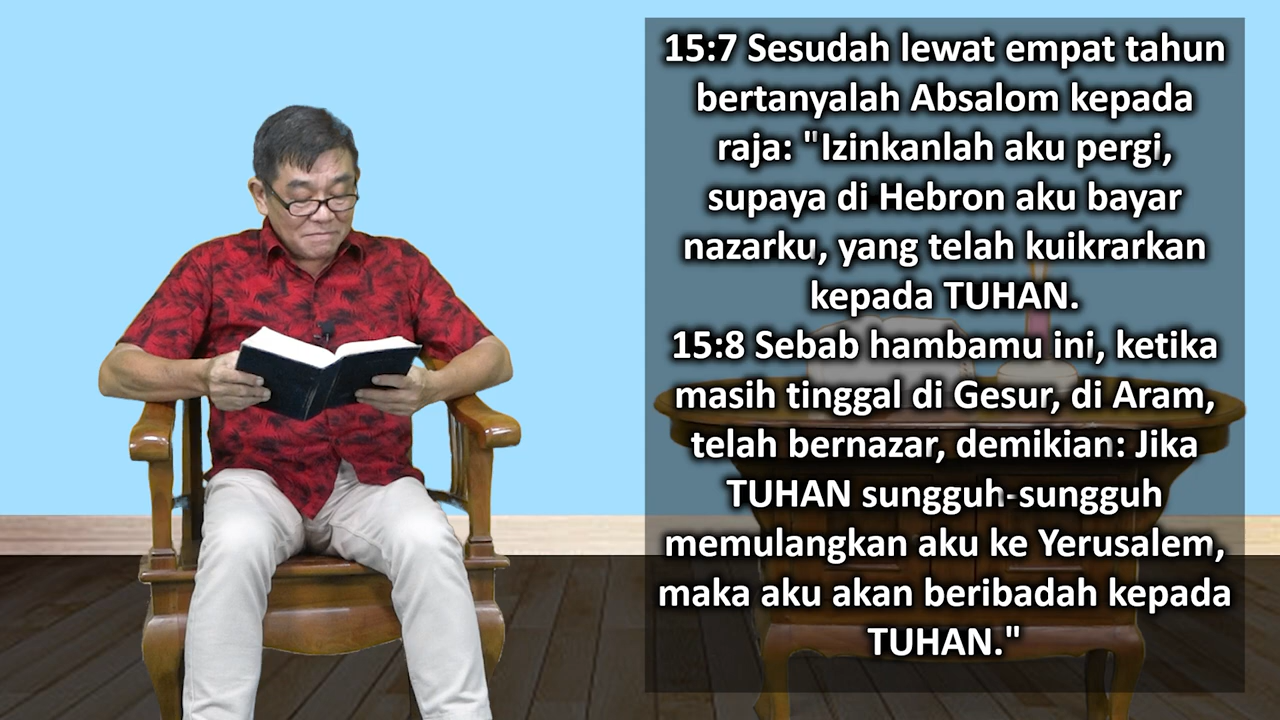 15:7 Sesudah lewat empat tahun
bertanyalah Absalom kepada
raja: "Izinkanlah aku pergi,
supaya di Hebron aku bayar
nazarku, yang telah kuikrarkan
kepada TUHAN.
15:8 Sebab hambamu ini, ketika
masih tinggal di Gesur, di Aram,
telah bernazar, demikian: Jika
TUHAN sungguh-sungguh
memulangkan aku ke Yerusalem,
maka aku akan beribadah kepada
TUHAN."